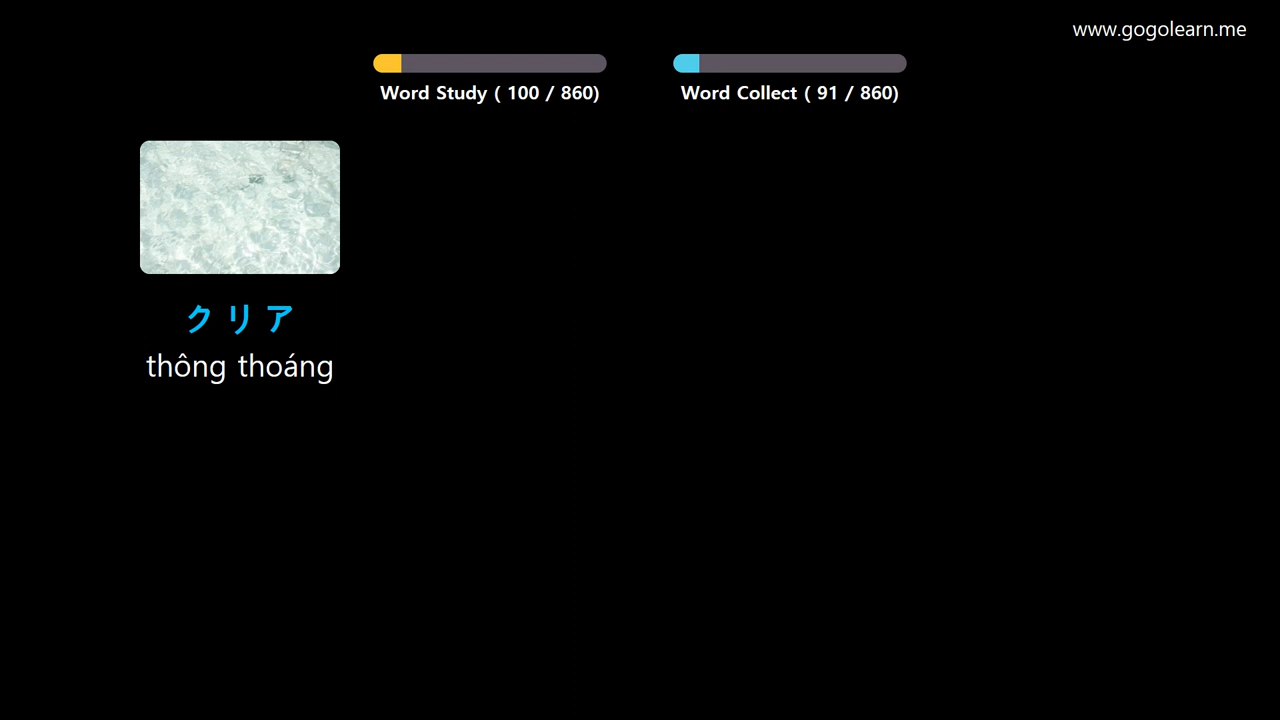 www.gogolearn.me
Word Study ( 100 / 860)
Word Collect ( 91 / 860)
クリア
thông thoáng